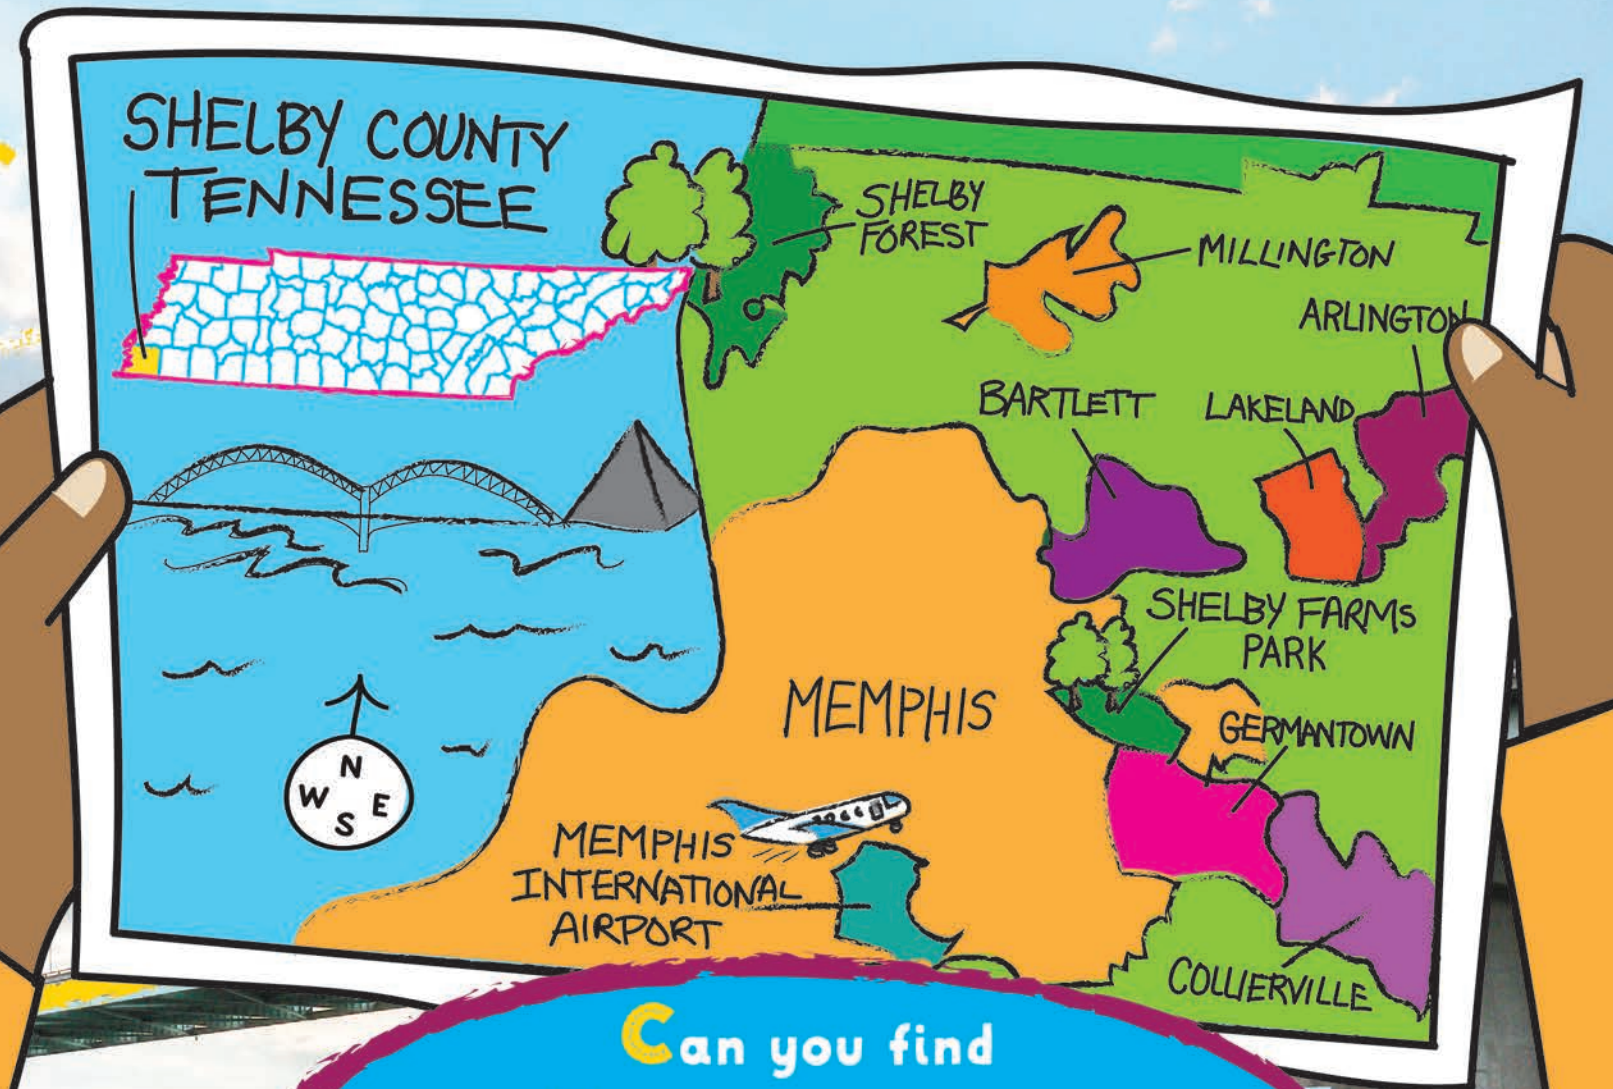 SHELBY COUNTY
TENNESSEE
SHELBY
FOREST
MILLINGTON
ARLINGTON
BARTLETT
LAKELAND
SHELBY FARMS
PARK
MEMPHIS
GERMANTOWN
N
W E
S
MEMPHIS
INTERNATIONAL
AIRPORT
COLLIERVILLE
Can you find